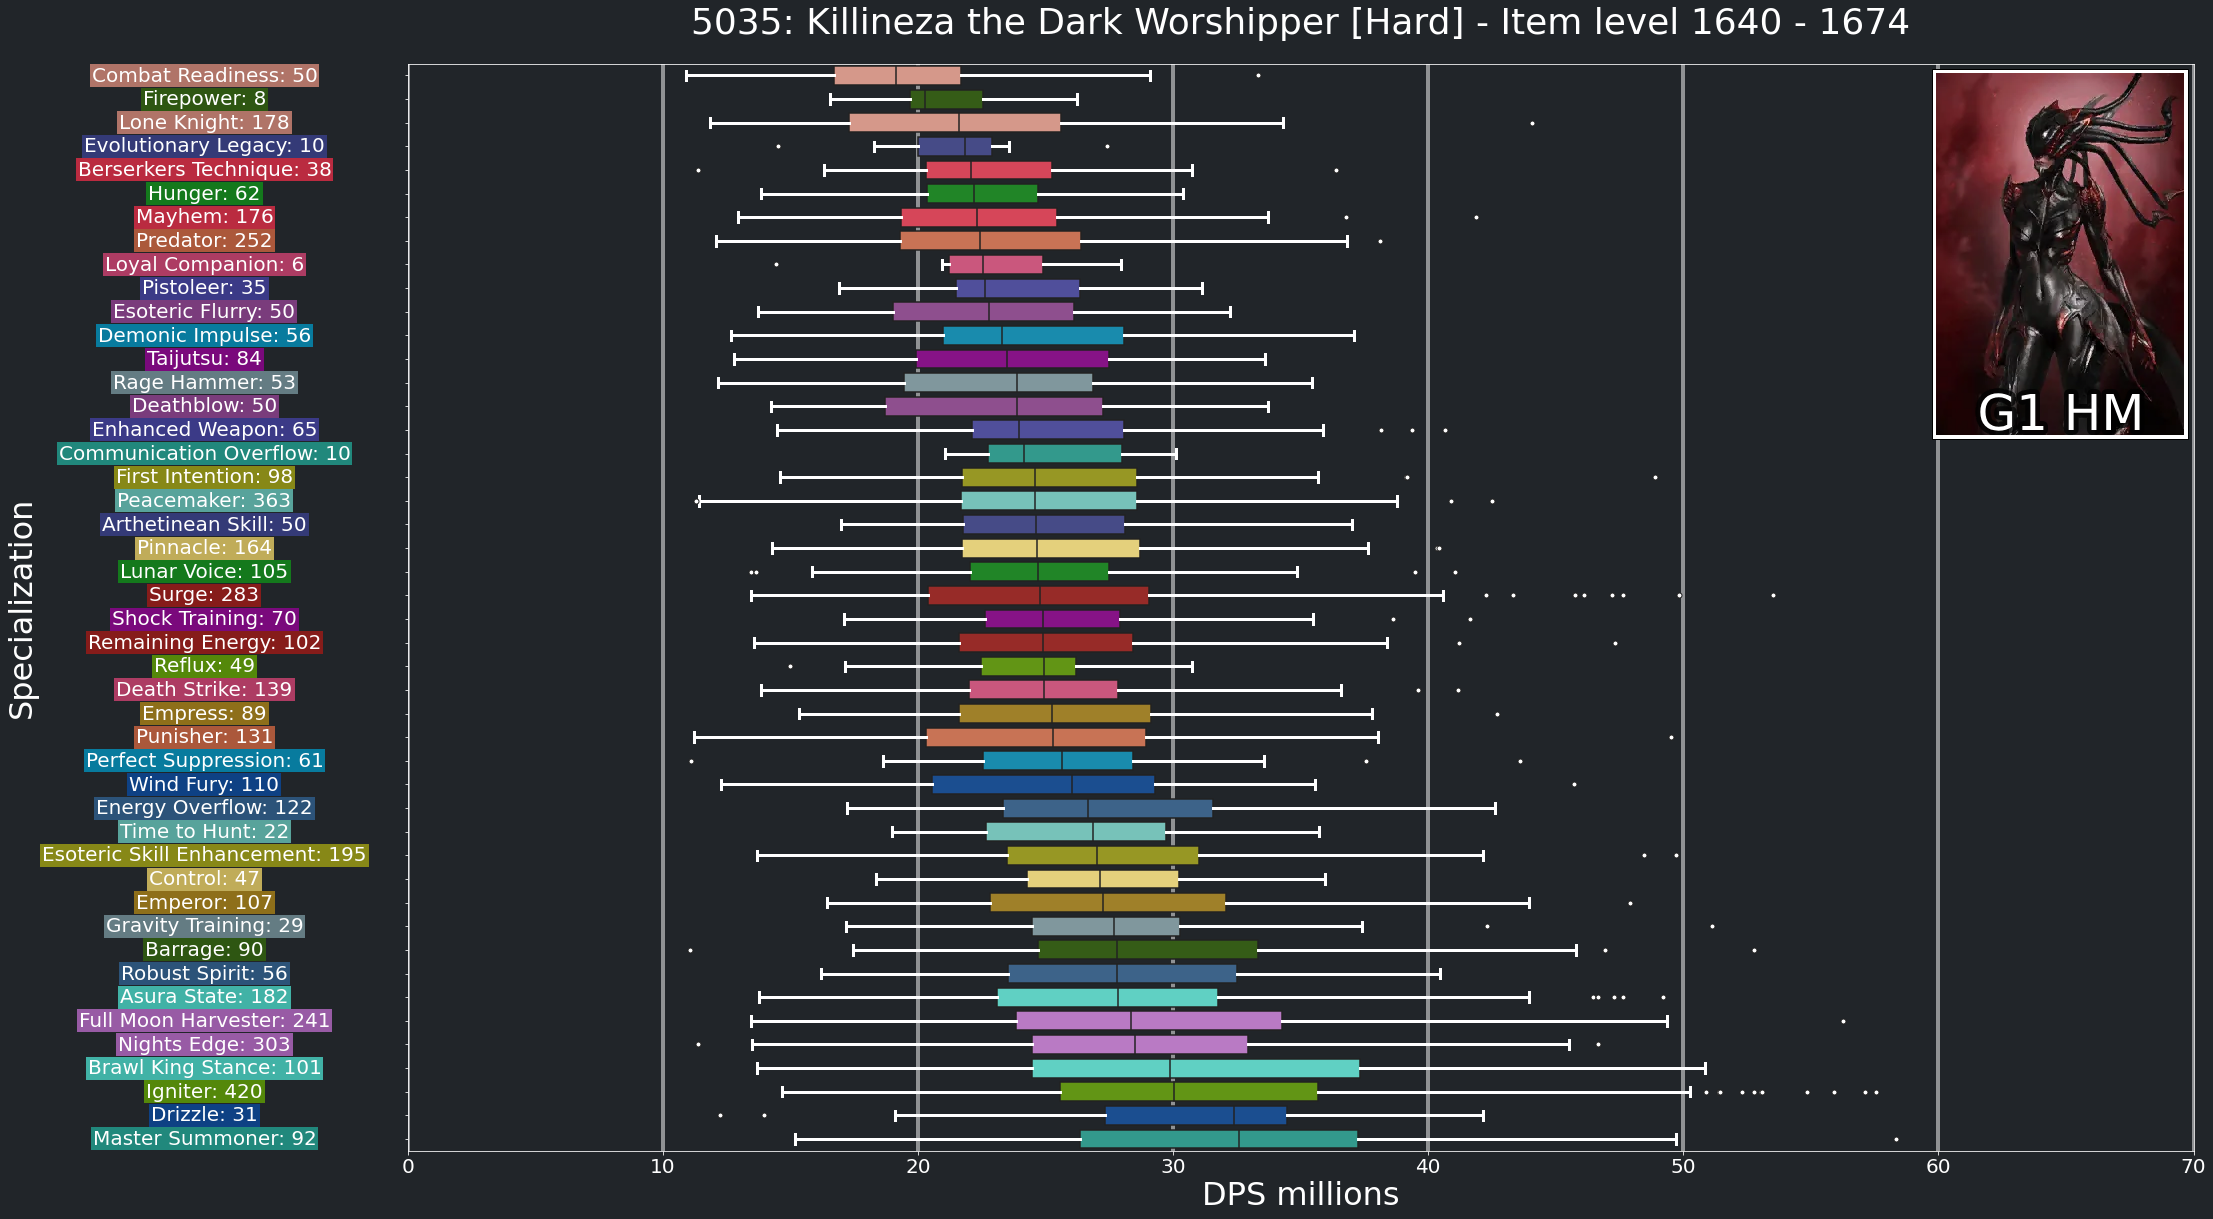 5035: Killineza the Dark Worshipper [Hard] - Item level 1640 - 1674
Combat Readiness: 50
Firepower: 8
Lone Knight: 178
Evolutionary Legacy: 10
Berserkers Technique: 38
Hunger: 62
Mayhem: 176
Predator: 252
Loyal Companion: 6
Pistoleer: 35
Esoteric Flurry: 50
Demonic Impulse: 56
Taijutsu: 84
Rage Hammer: 53
Deathblow: 50
Enhanced Weapon: 65
Communication Overflow: 10
First Intention: 98
Peacemaker: 363
Arthetinean Skill: 50
Pinnacle: 164
Lunar Voice: 105
Surge: 283
Shock Training: 70
Remaining Energy: 102
Reflux: 49
Death Strike: 139
Empress: 89
Punisher: 131
Perfect Suppression: 61
Wind Fury: 110
Energy Overflow: 122
Time to Hunt: 22
Esoteric Skill Enhancement: 195
Control: 47
Emperor: 107
Gravity Training: 29
Barrage: 90
Robust Spirit: 56
Asura State: 182
Full Moon Harvester: 241
Nights Edge: 303
Brawl King Stance: 101
Igniter: 420
Drizzle: 31
Master Summoner: 92
Specialization
G1 HM
0 10 20 30 40 50 60 70
DPS millions